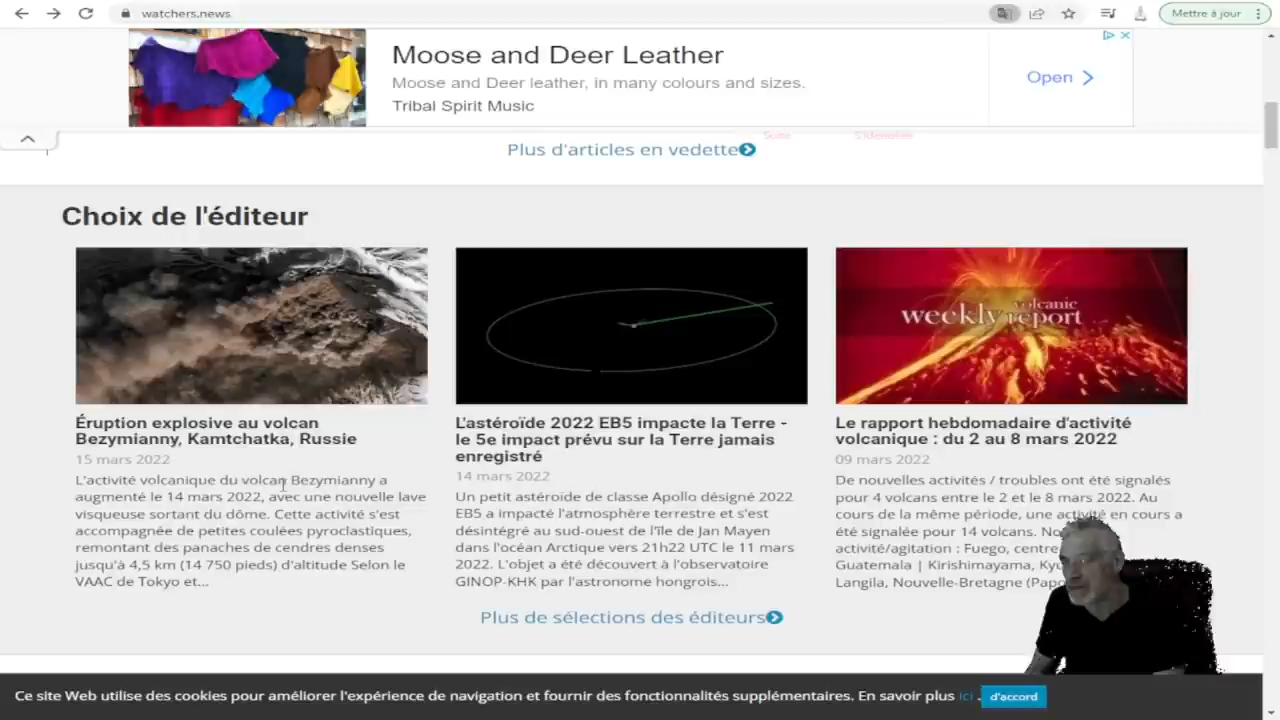 watchers.news
Mettre à jour
Moose and Deer Leather
Moose and Deer leather, in many colours and sizes.
Tribal Spirit Music
Open
Suite
S'identifier
Plus d'articles en vedette
Choix de l'éditeur
weekly volcanic report
Éruption explosive au volcan
Bezymianny, Kamtchatka, Russie
15 mars 2022
L'activité volcanique du volcan Bezymianny a
augmenté le 14 mars 2022, avec une nouvelle lave
visqueuse sortant du dôme. Cette activité s'est
accompagnée de petites coulées pyroclastiques,
remontant des panaches de cendres denses
jusqu'à 4,5 km (14 750 pieds) d'altitude Selon le
VAAC de Tokyo et...
L'astéroïde 2022 EB5 impacte la Terre -
le 5e impact prévu sur la Terre jamais
enregistré
14 mars 2022
Un petit astéroïde de classe Apollo désigné 2022
EB5 a impacté l'atmosphère terrestre et s'est
désintégré au sud-ouest de l'île de Jan Mayen
dans l'océan Arctique vers 21h22 UTC le 11 mars
2022. L'objet a été découvert à l'observatoire
GINOP-KHK par l'astronome hongrois...
Le rapport hebdomadaire d'activité
volcanique : du 2 au 8 mars 2022
09 mars 2022
De nouvelles activités / troubles ont été signalés
pour 4 volcans entre le 2 et le 8 mars 2022. Au
cours de la même période, une activité en cours a
été signalée pour 14 volcans.
activité/agitation : Fuego,
Guatemala | Kirishimayama,
Langila, Nouvelle-Bretagne
Plus de sélections des éditeurs
Ce site Web utilise des cookies pour améliorer l'expérience de navigation et fournir des fonctionnalités supplémentaires. En savoir plus ici . d'accord